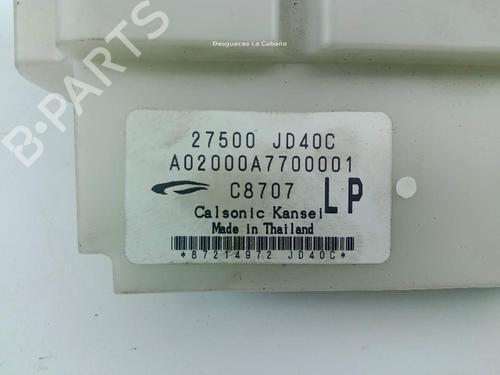 Desguaces La Cabaña
27500 JD40C
A02000A7700001
C8707 LP
Calsonic Kansei
Made in Thailand
*87214972 JD40C*
B-PARTS